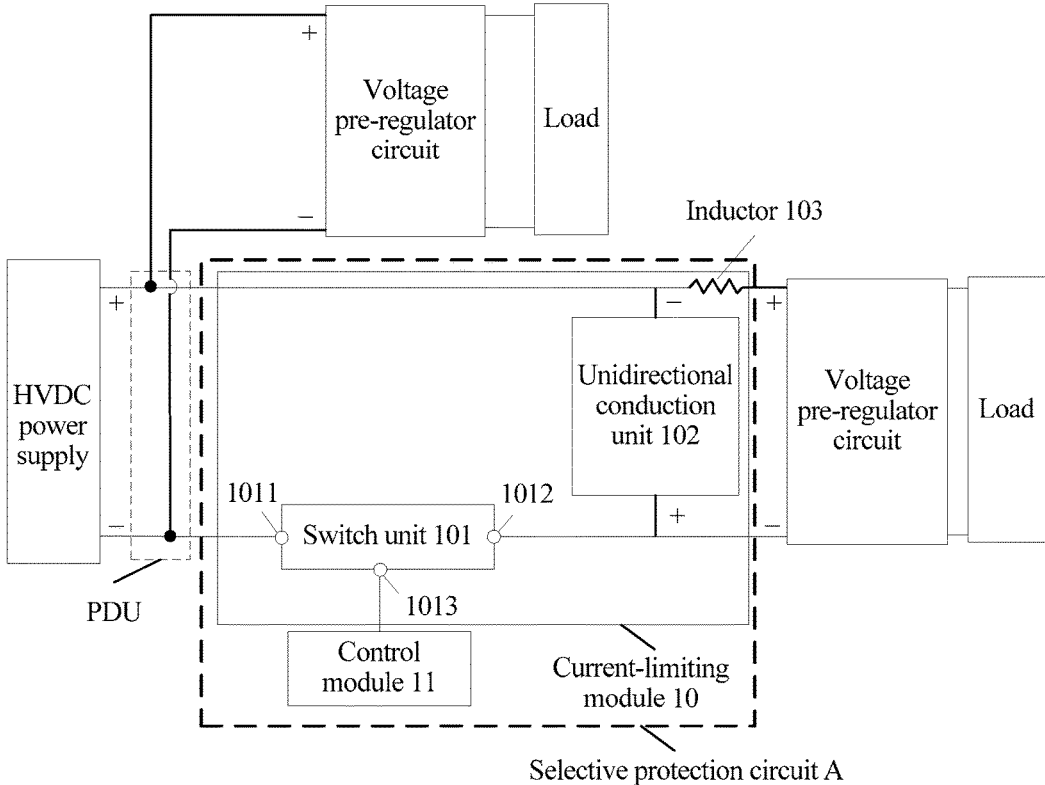 +
Voltage
pre-regulator
circuit
Load
−
Inductor 103
HVDC
power
supply
+
−
+
Unidirectional
conduction
unit 102
Voltage
pre-regulator
circuit
Load
1011
Switch unit 101
1012
+
−
−
1013
PDU
Control
module 11
Current-limiting
module 10
Selective protection circuit A